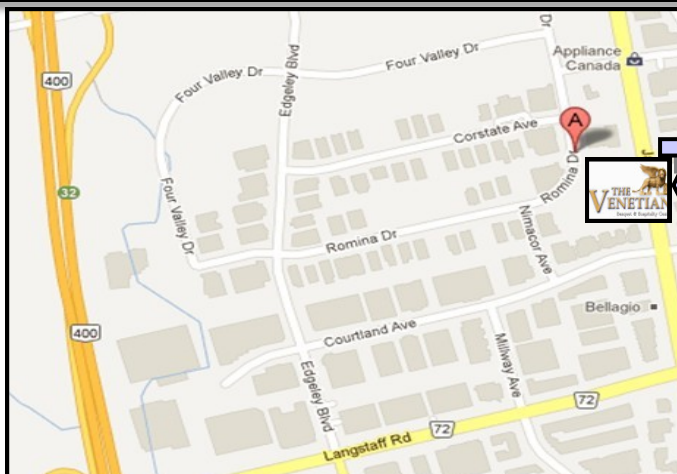 Dr
Appliance
Canada
Four Valley Dr
Four Valley Dr
Edgeley Blvd
400
A
Corstate Ave
32
Four Valley Dr
Romina Dr
THE
VENETIAN
Romina Dr
Nimacor Ave
Bellagio
400
Courtland Ave
Millway Ave
Edgeley Blvd
72
72
Langstaff Rd